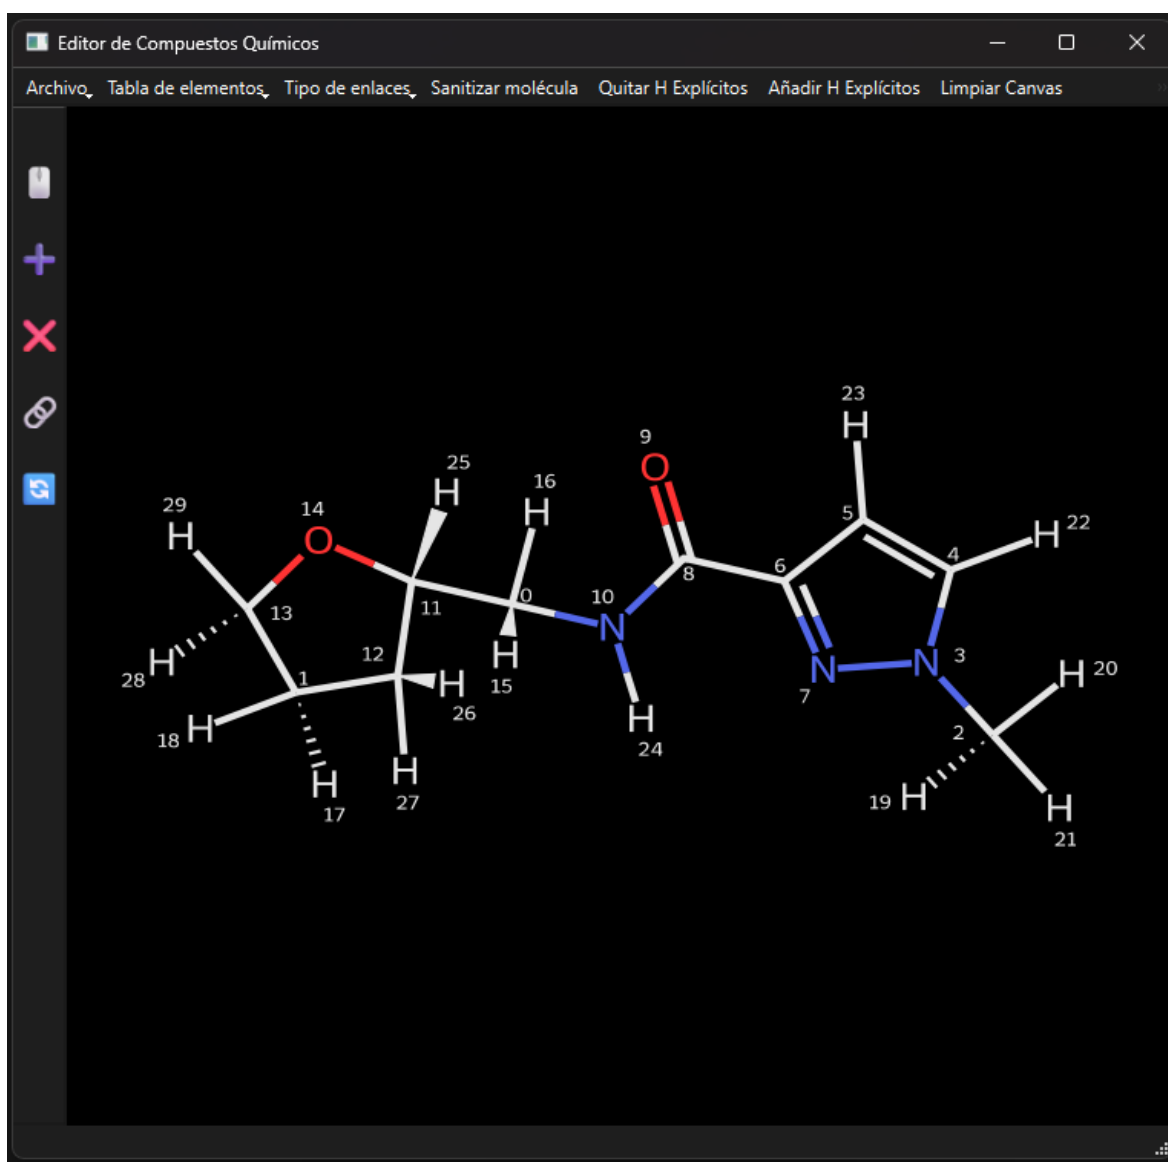 Editor de Compuestos Químicos
Archivo Tabla de elementos Tipo de enlaces Sanitizar molécula Quitar H Explícitos Añadir H Explícitos Limpiar Canvas
23
H
9
O
25
H
16
H
29
H
14
O
5
4
H 22
6
8
10
N
0
11
13
12
H
28
H
15
N
7
N 3
H 20
1
H
26
18 H
H
24
2
H
17
H
27
19 H
H
21